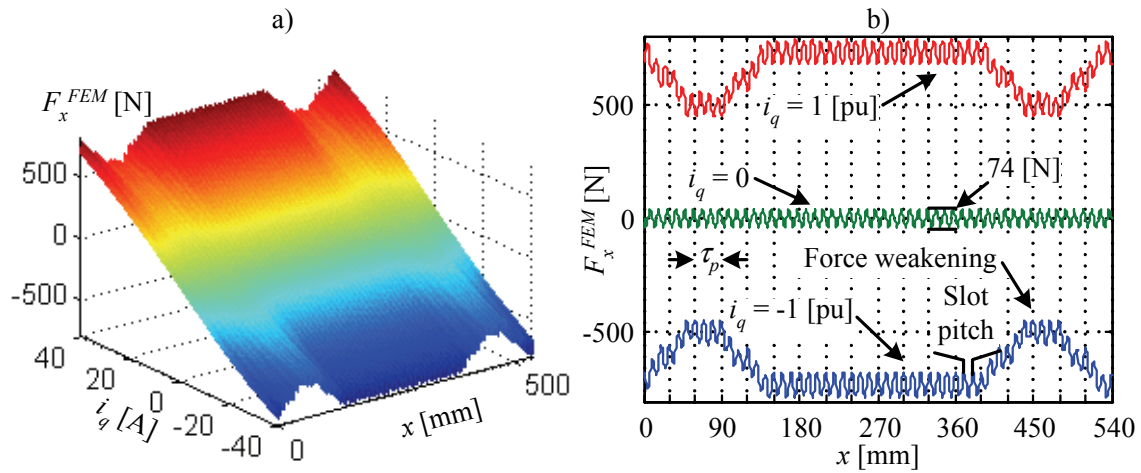 a)
F_x^{FEM} [N]
500
0
-500
40
20
0
-20
-40
i_q [A]
0
500
x [mm]
b)
F_x^{FEM} [N]
500
0
-500
i_q = 1 [pu]
i_q = 0
74 [N]
τ_p
Force weakening
i_q = -1 [pu]
Slot
pitch
0 90 180 270 360 450 540
x [mm]